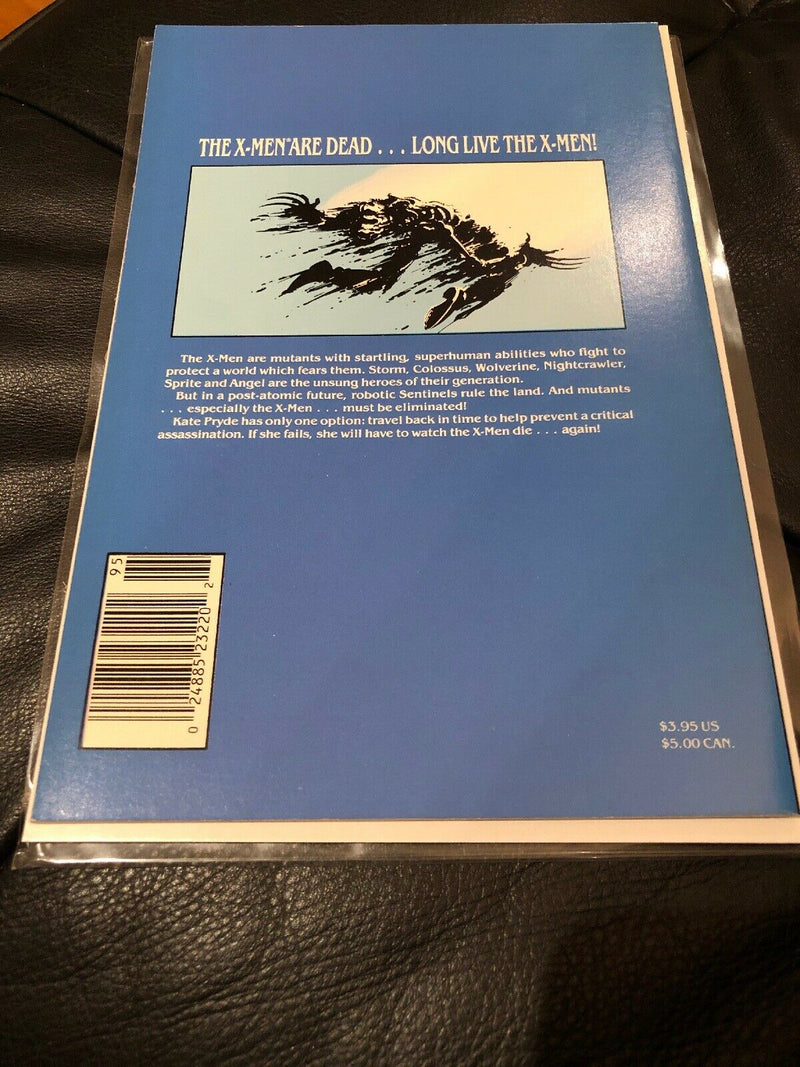 THE X-MEN® ARE DEAD . . . LONG LIVE THE X-MEN!
The X-Men are mutants with startling, superhuman abilities who fight to
protect a world which fears them. Storm, Colossus, Wolverine, Nightcrawler,
Sprite and Angel are the unsung heroes of their generation.
But in a post-atomic future, robotic Sentinels rule the land. And mutants
. . . especially the X-Men . . . must be eliminated!
Kate Pryde has only one option: travel back in time to help prevent a critical
assassination. If she fails, she will have to watch the X-Men die . . . again!
95
0 24885 23220 2
$3.95 US
$5.00 CAN.